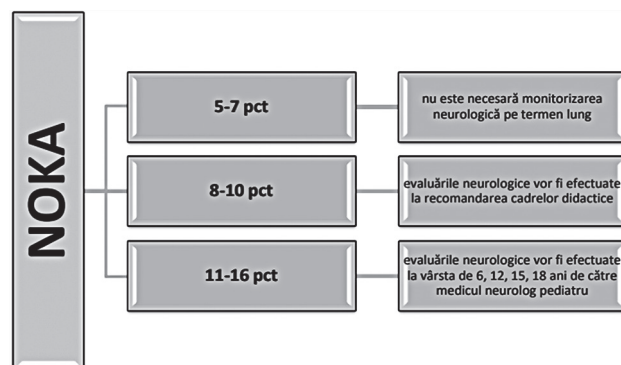 NOKA
5-7 pct
nu este necesară monitorizarea
neurologică pe termen lung
8-10 pct
evaluările neurologice vor fi efectuate
la recomandarea cadrelor didactice
11-16 pct
evaluările neurologice vor fi efectuate
la vârsta de 6, 12, 15, 18 ani de către
medicul neurolog pediatru